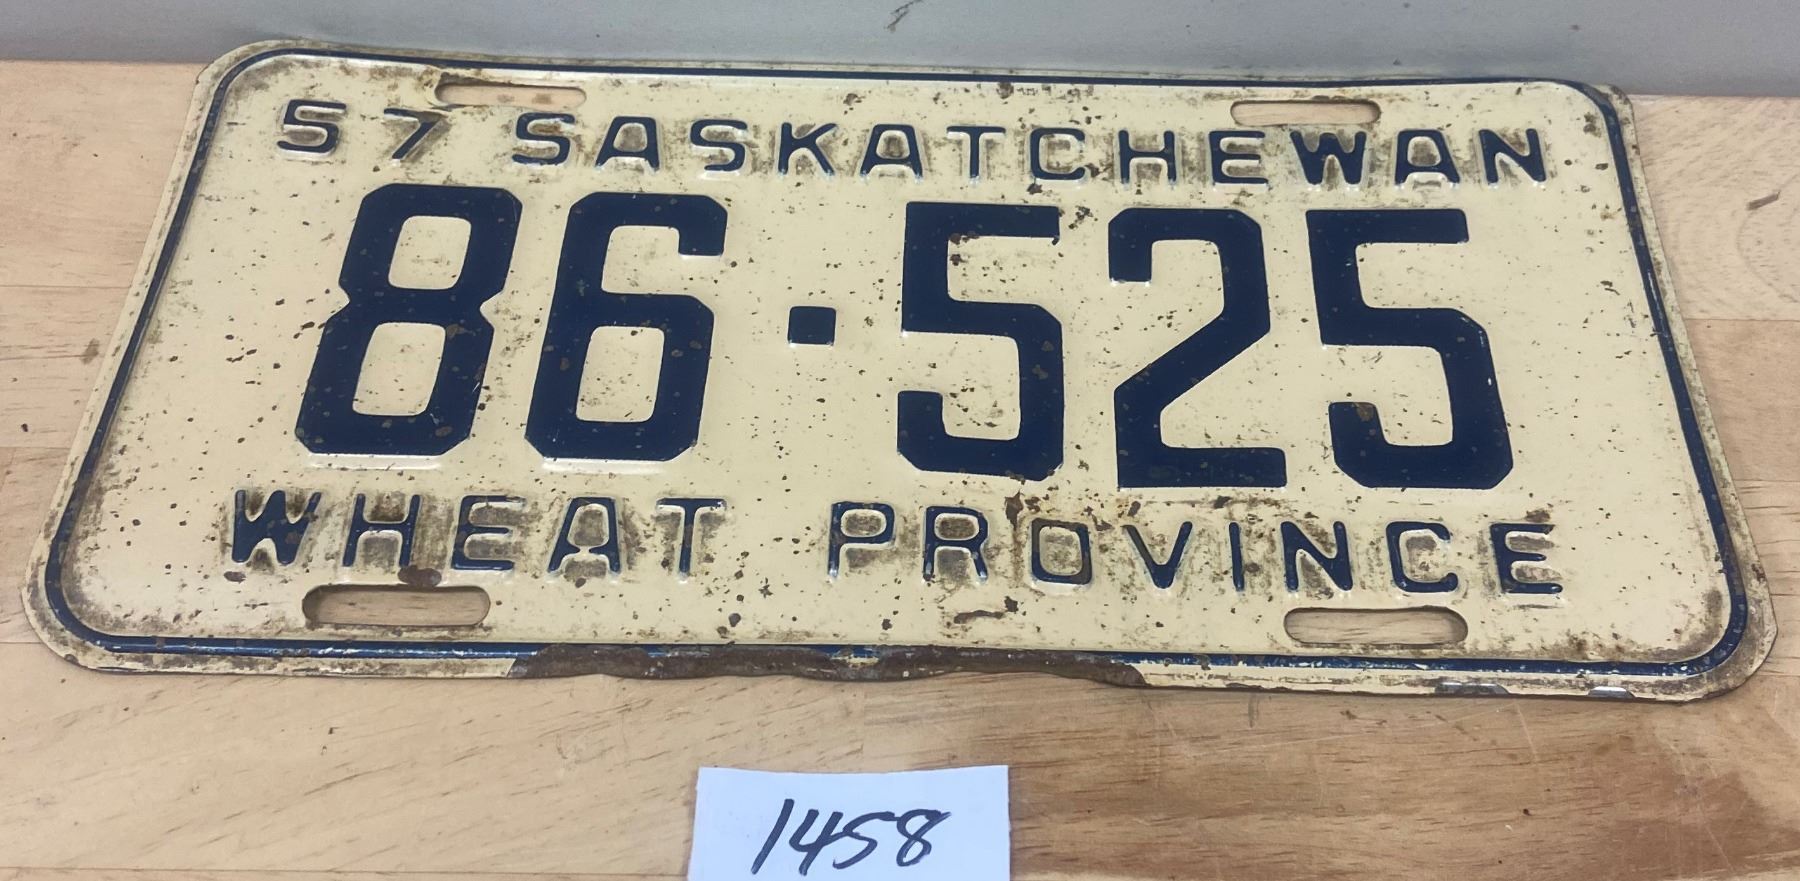 57 SASKATCHEWAN
86·525
WHEAT PROVINCE
1458